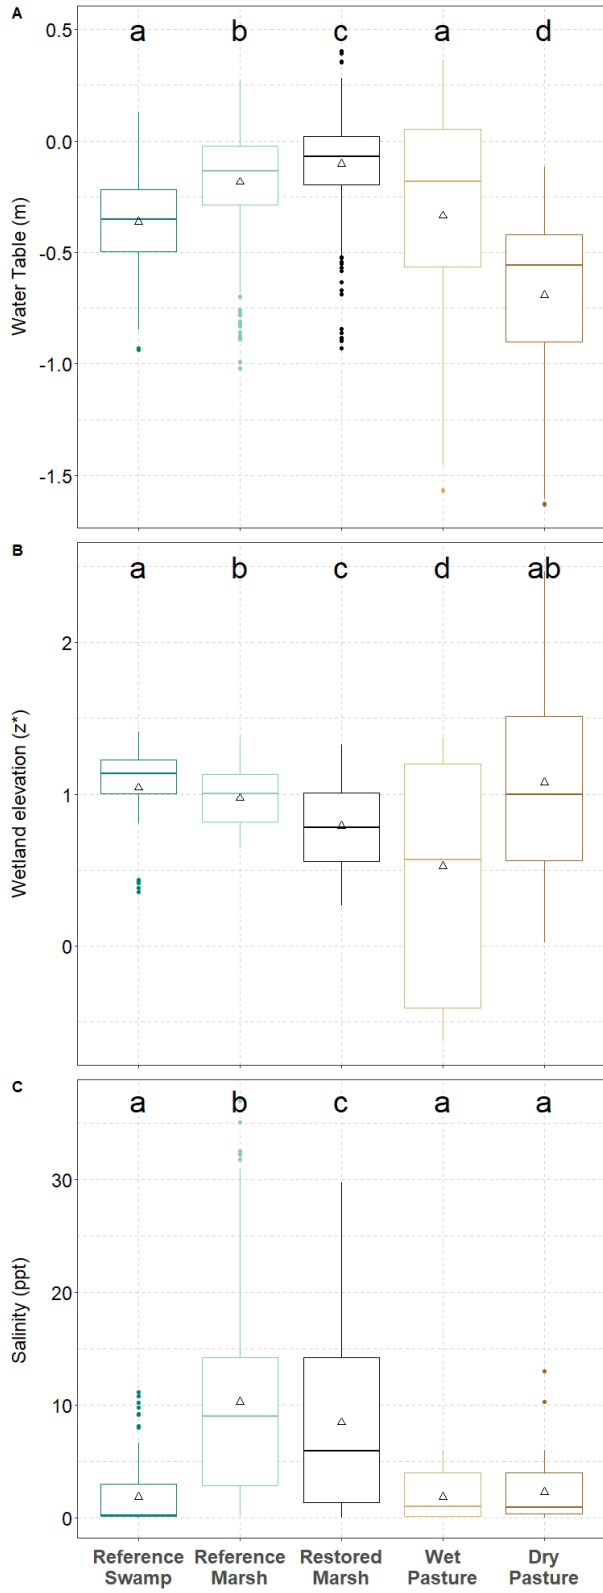 A
a b c a d
0.5
0.0
-0.5
-1.0
-1.5
Water Table (m)
B
a b c d ab
2
1
0
Wetland elevation (z*)
C
a b c a a
30
20
10
0
Salinity (ppt)
Reference Reference Restored Wet Dry
Swamp Marsh Marsh Pasture Pasture